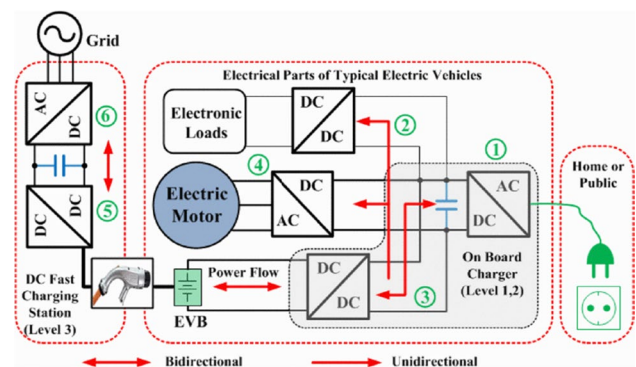 Grid
Electrical Parts of Typical Electric Vehicles
AC
DC
⑥
DC
DC
⑤
DC Fast
Charging
Station
(Level 3)
Electronic
Loads
DC
DC
②
①
④
Electric
Motor
DC
AC
AC
DC
Home or
Public
On Board
Charger
(Level 1,2)
Power Flow
DC
DC
③
EVB
Bidirectional
Unidirectional